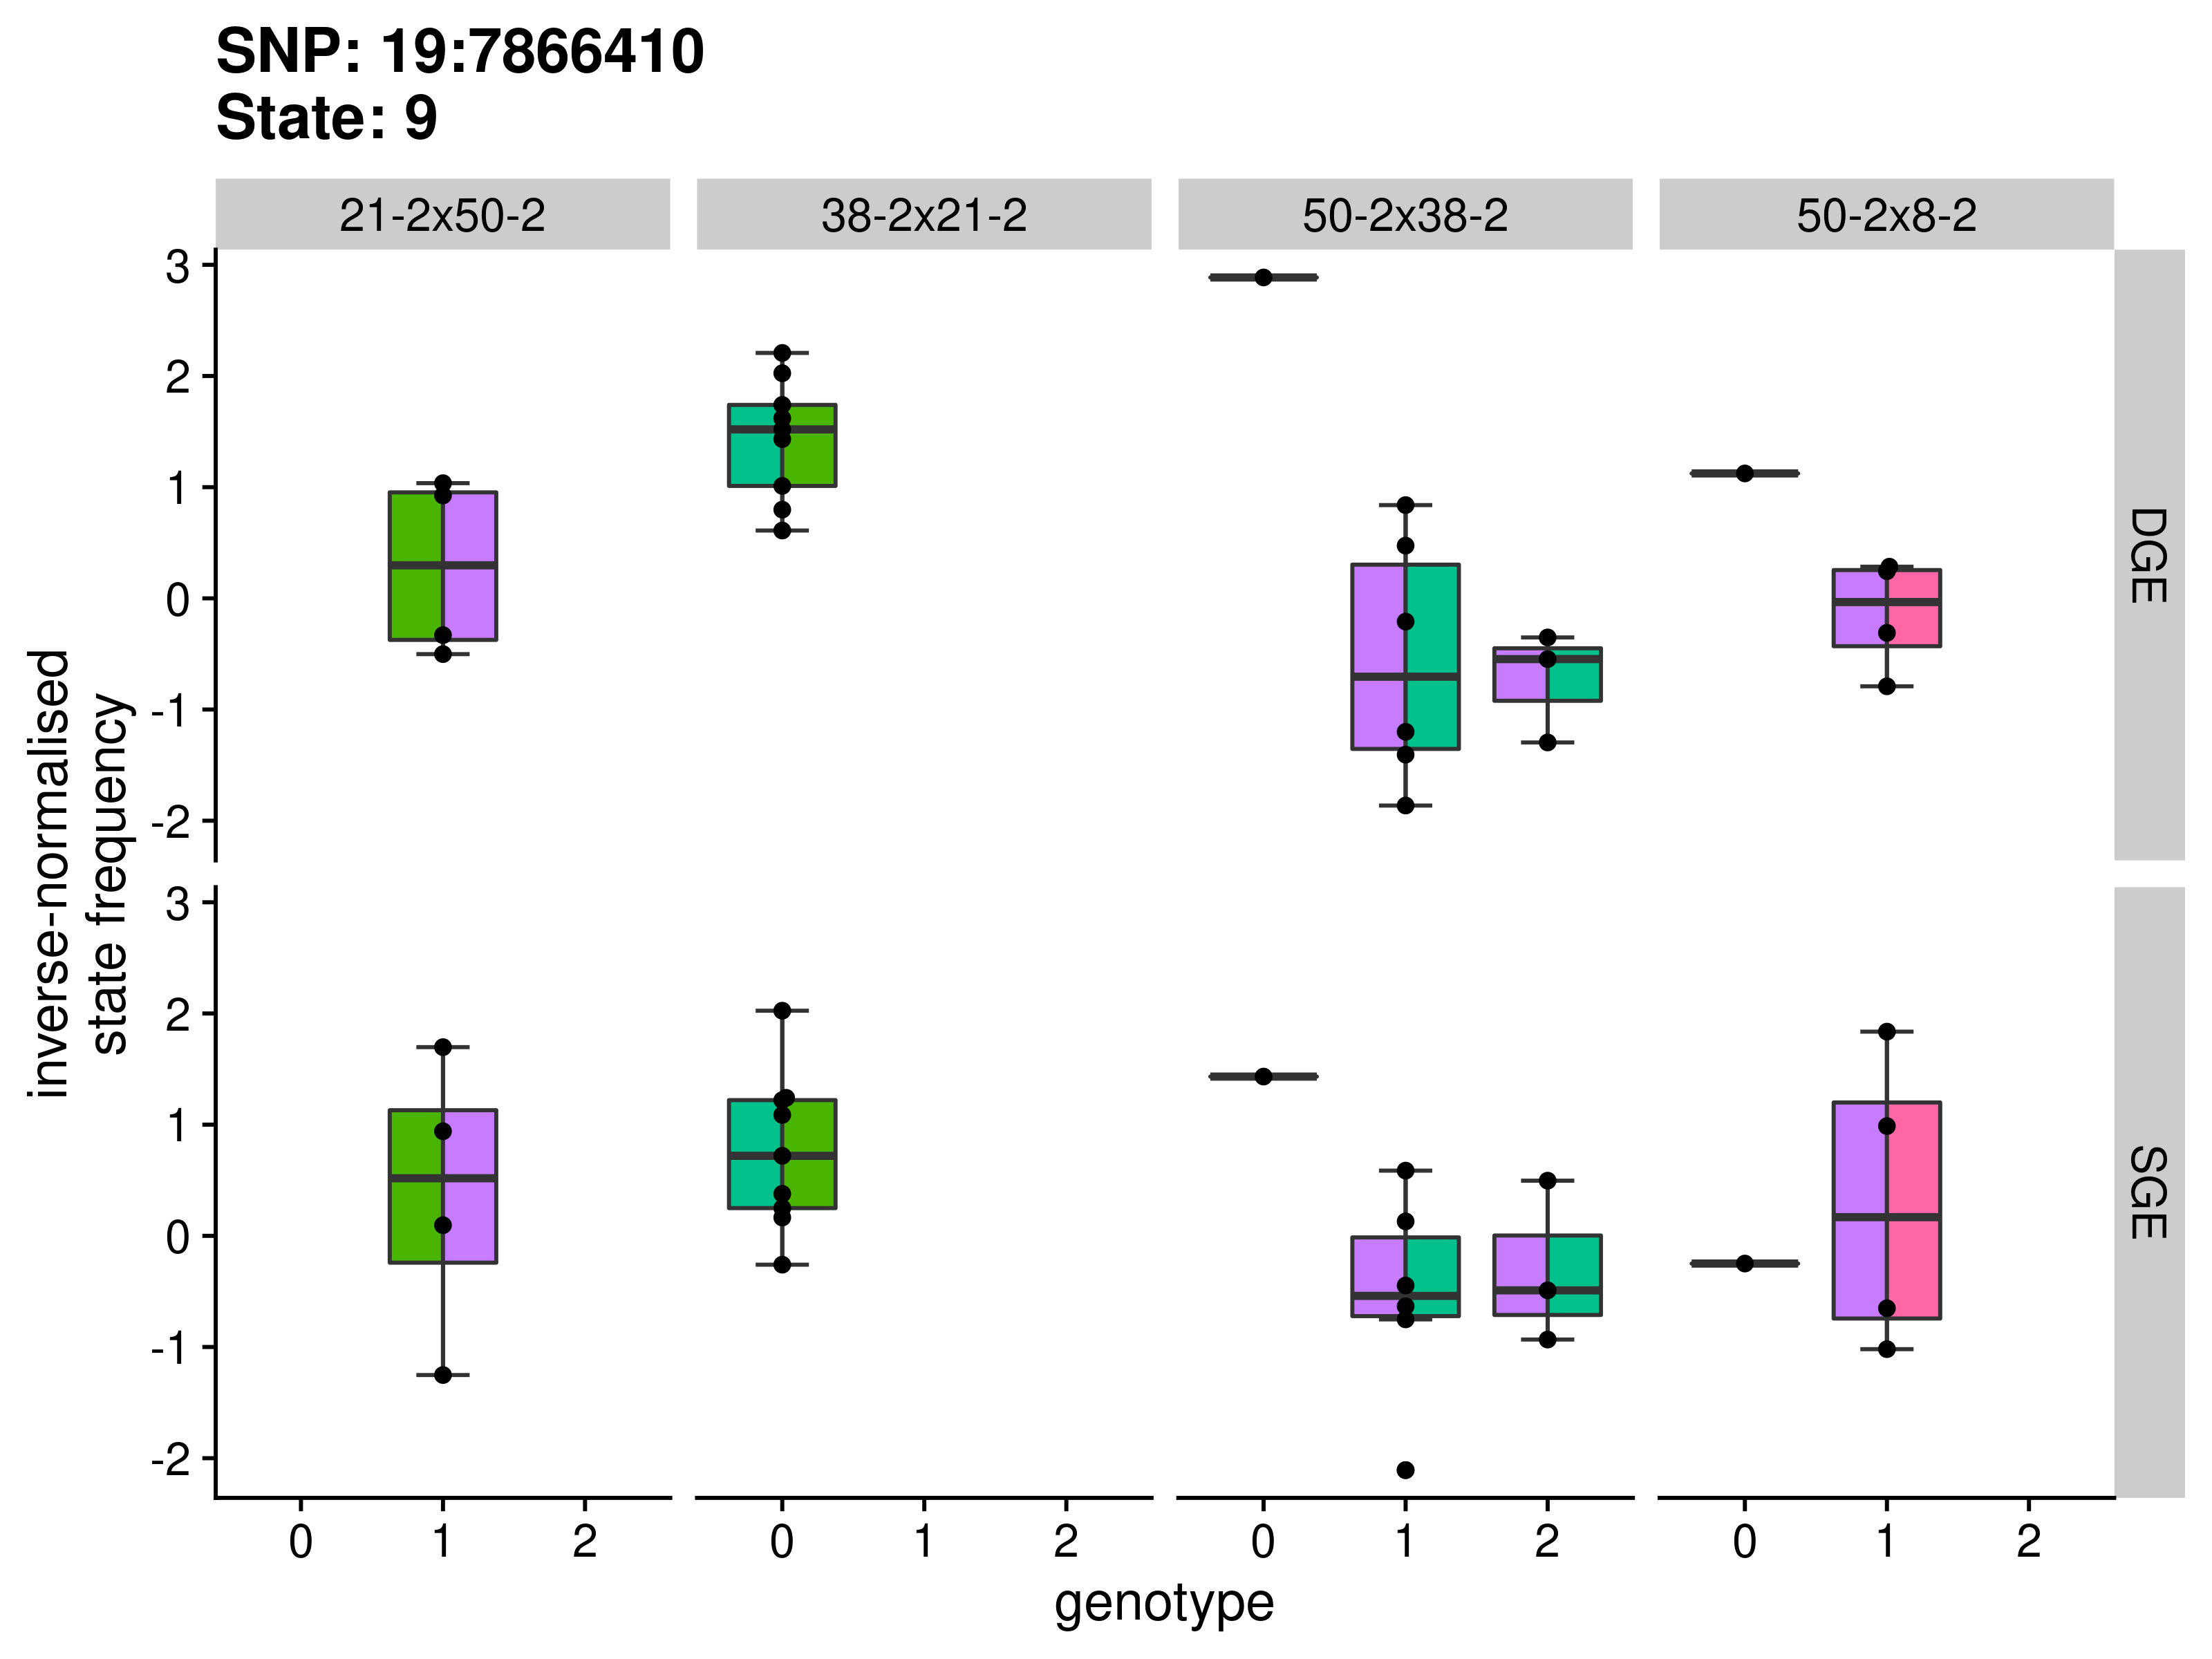 SNP: 19:7866410
State: 9
21-2x50-2 38-2x21-2 50-2x38-2 50-2x8-2
3
2
1
0
-1
-2
DGE
inverse-normalised
state frequency
3
2
1
0
-1
-2
SGE
0 1 2 0 1 2 0 1 2 0 1 2
genotype